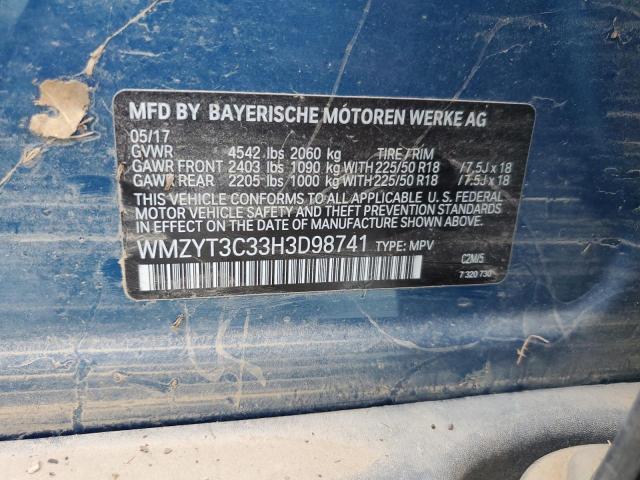 MFD BY BAYERISCHE MOTOREN WERKE AG
05/17
GVWR 4542 lbs 2060 kg TIRE / RIM
GAWR FRONT 2403 lbs 1090 kg WITH 225/50 R18 /7.5J x 18
GAWR REAR 2205 lbs 1000 kg WITH 225/50 R18 /7.5J x 18
THIS VEHICLE CONFORMS TO ALL APPLICABLE U. S. FEDERAL
MOTOR VEHICLE SAFETY AND THEFT PREVENTION STANDARDS
IN EFFECT ON THE DATE OF MANUFACTURE SHOWN ABOVE.
WMZYT3C33H3D98741 TYPE: MPV
C2M/5
7 320 730